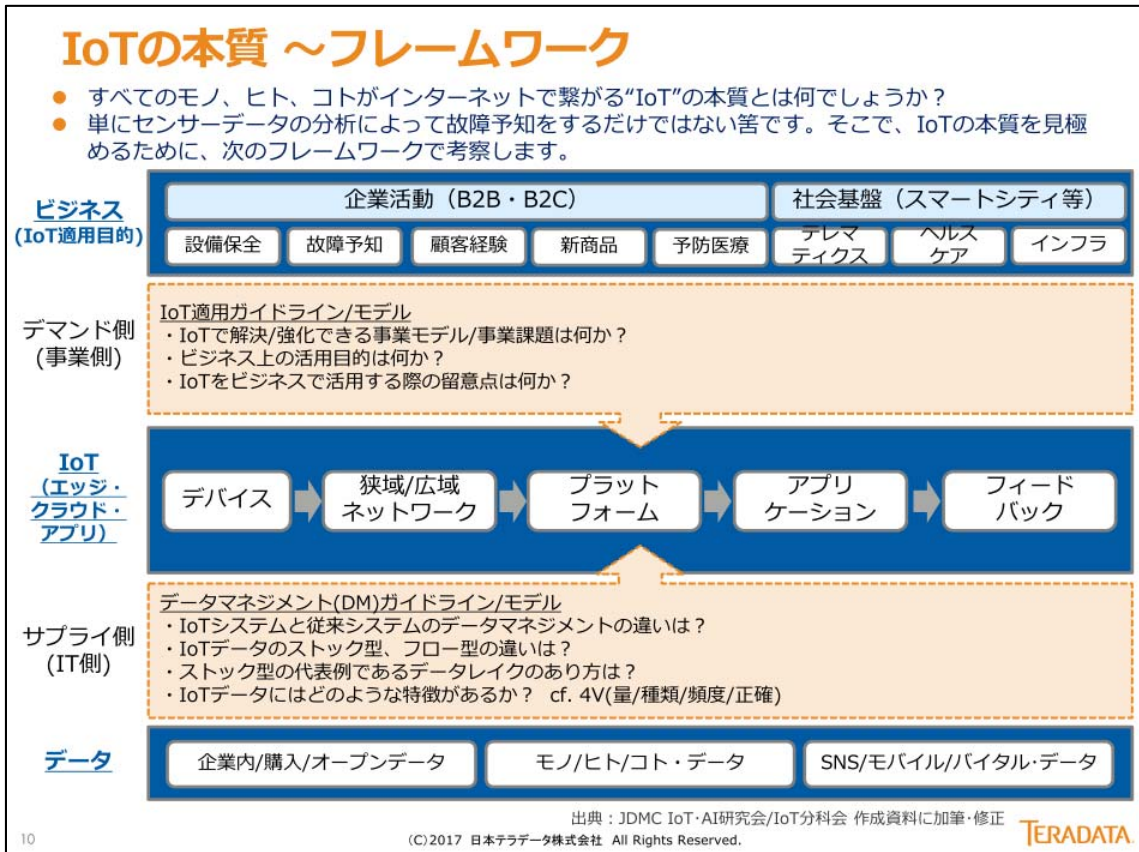 IoTの本質 ～フレームワーク
● すべてのモノ、ヒト、コトがインターネットで繋がる“IoT”の本質とは何でしょうか？
● 単にセンサーデータの分析によって故障予知をするだけではない筈です。そこで、IoTの本質を見極
めるために、次のフレームワークで考察します。
ビジネス
(IoT適用目的)
企業活動（B2B・B2C）
社会基盤（スマートシティ等）
設備保全
故障予知
顧客経験
新商品
予防医療
テレマ
ティクス
ヘルス
ケア
インフラ
デマンド側
(事業側)
IoT適用ガイドライン/モデル
・IoTで解決/強化できる事業モデル/事業課題は何か？
・ビジネス上の活用目的は何か？
・IoTをビジネスで活用する際の留意点は何か？
IoT
（エッジ・
クラウド・
アプリ）
デバイス
狭域/広域
ネットワーク
プラット
フォーム
アプリ
ケーション
フィード
バック
サプライ側
(IT側)
データマネジメント(DM)ガイドライン/モデル
・IoTシステムと従来システムのデータマネジメントの違いは？
・IoTデータのストック型、フロー型の違いは？
・ストック型の代表例であるデータレイクのあり方は？
・IoTデータにはどのような特徴があるか？ cf. 4V(量/種類/頻度/正確)
データ
企業内/購入/オープンデータ
モノ/ヒト/コト・データ
SNS/モバイル/バイタル・データ
出典：JDMC IoT・AI研究会/IoT分科会 作成資料に加筆・修正
10
(C)2017 日本テラデータ株式会社 All Rights Reserved.
TERADATA.